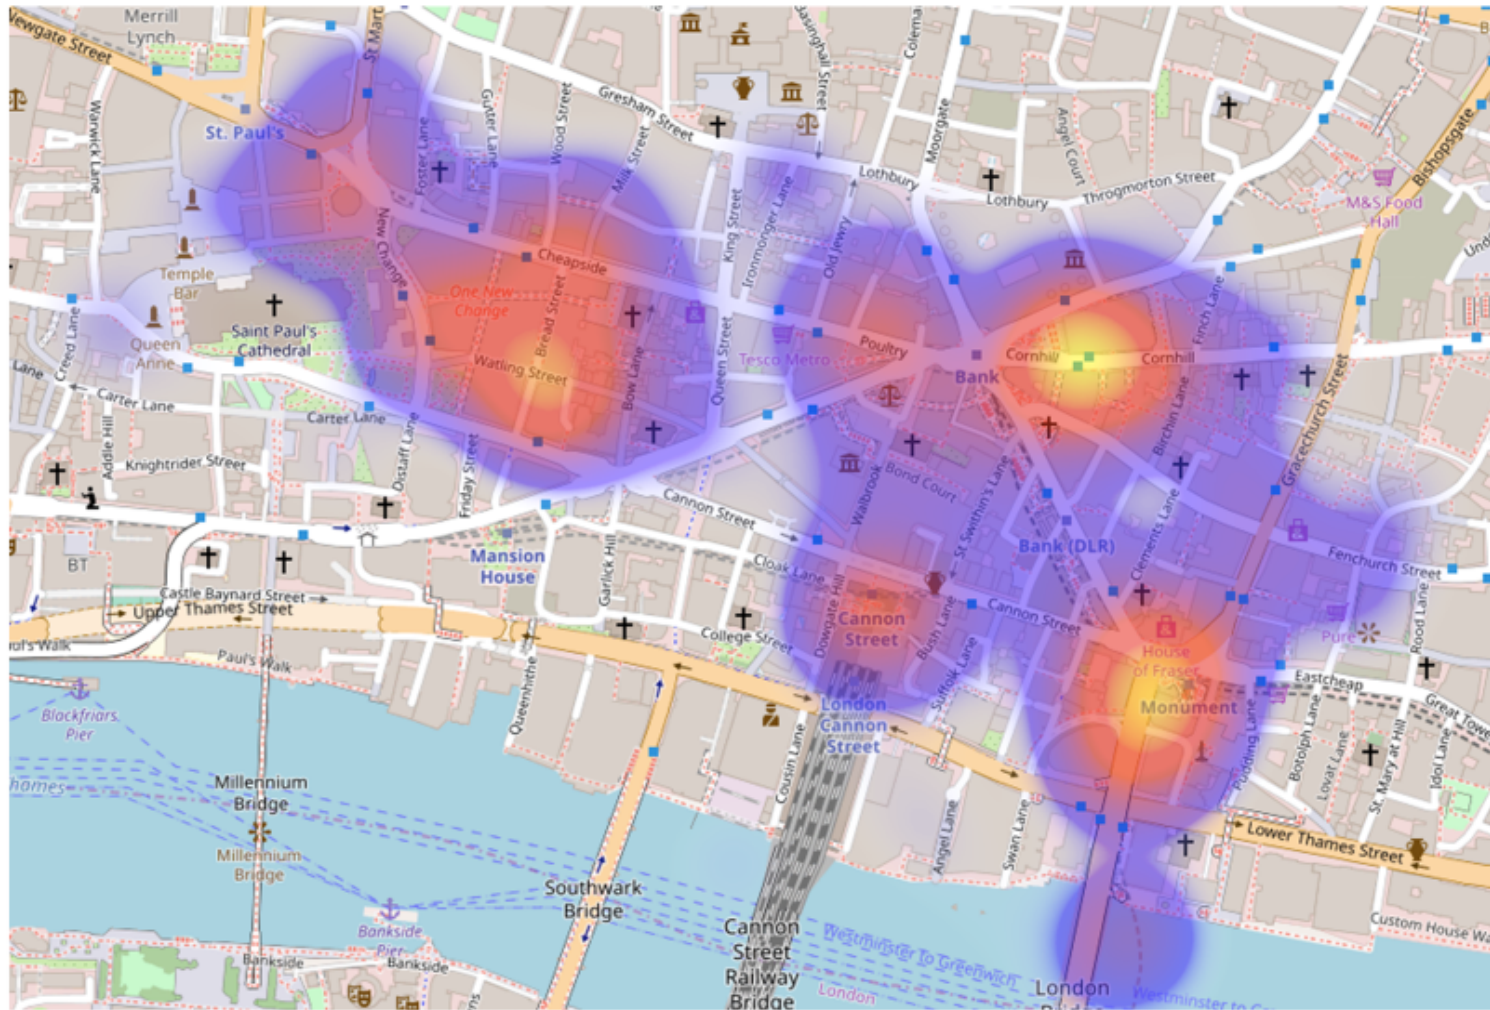 Merrill
Lynch
Newgate Street
St. Paul's
Warwick Lane
Foster Lane
Gutter Lane
Wood Street
Milk Street
Gresham Street
Basinghall Street
Moorgate
Angel Court
Lothbury
Lothbury
Throgmorton Street
Bishopsgate
M&S Food
Hall
Temple
Bar
Queen
Anne
Saint Paul's
Cathedral
New Change
Cheapside
One New
Change
Bread Street
Watling Street
Bow Lane
King Street
Ironmonger Lane
Old Jewry
Queen Street
Tesco Metro
Poultry
Bank
Cornhill
Cornhill
Finch Lane
Birchin Lane
Gracechurch Street
Creed Lane
Lane
Carter Lane
Carter Lane
Addle Hill
Knightrider Street
Distaff Lane
Friday Street
Cannon Street
Walbrook
Bond Court
St Swithin's Lane
Bank (DLR)
Clements Lane
Fenchurch Street
BT
Mansion
House
Garlick Hill
Cloak Lane
Castle Baynard Street
Upper Thames Street
Paul's Walk
College Street
Dowgate Hill
Cannon
Street
Bush Lane
Cannon Street
Suffolk Lane
House
of Fraser
Monument
Pure
Rood Lane
Eastcheap
Pudding Lane
Botolph Lane
Lovat Lane
St. Mary at Hill
Idol Lane
Queenhithe
London
Cannon
Street
Cousin Lane
Blackfriars
Pier
Millennium
Bridge
Millennium
Bridge
Angel Lane
Swan Lane
Lower Thames Street
Southwark
Bridge
Bankside
Pier
Bankside
Bankside
Cannon
Street
Railway
Bridge
Westminster to Greenwich
London
London
Custom House